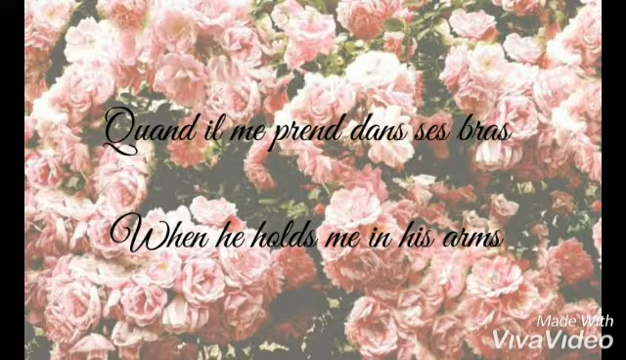 Quand il me prend dans ses bras
When he holds me in his arms
Made With
VivaVideo